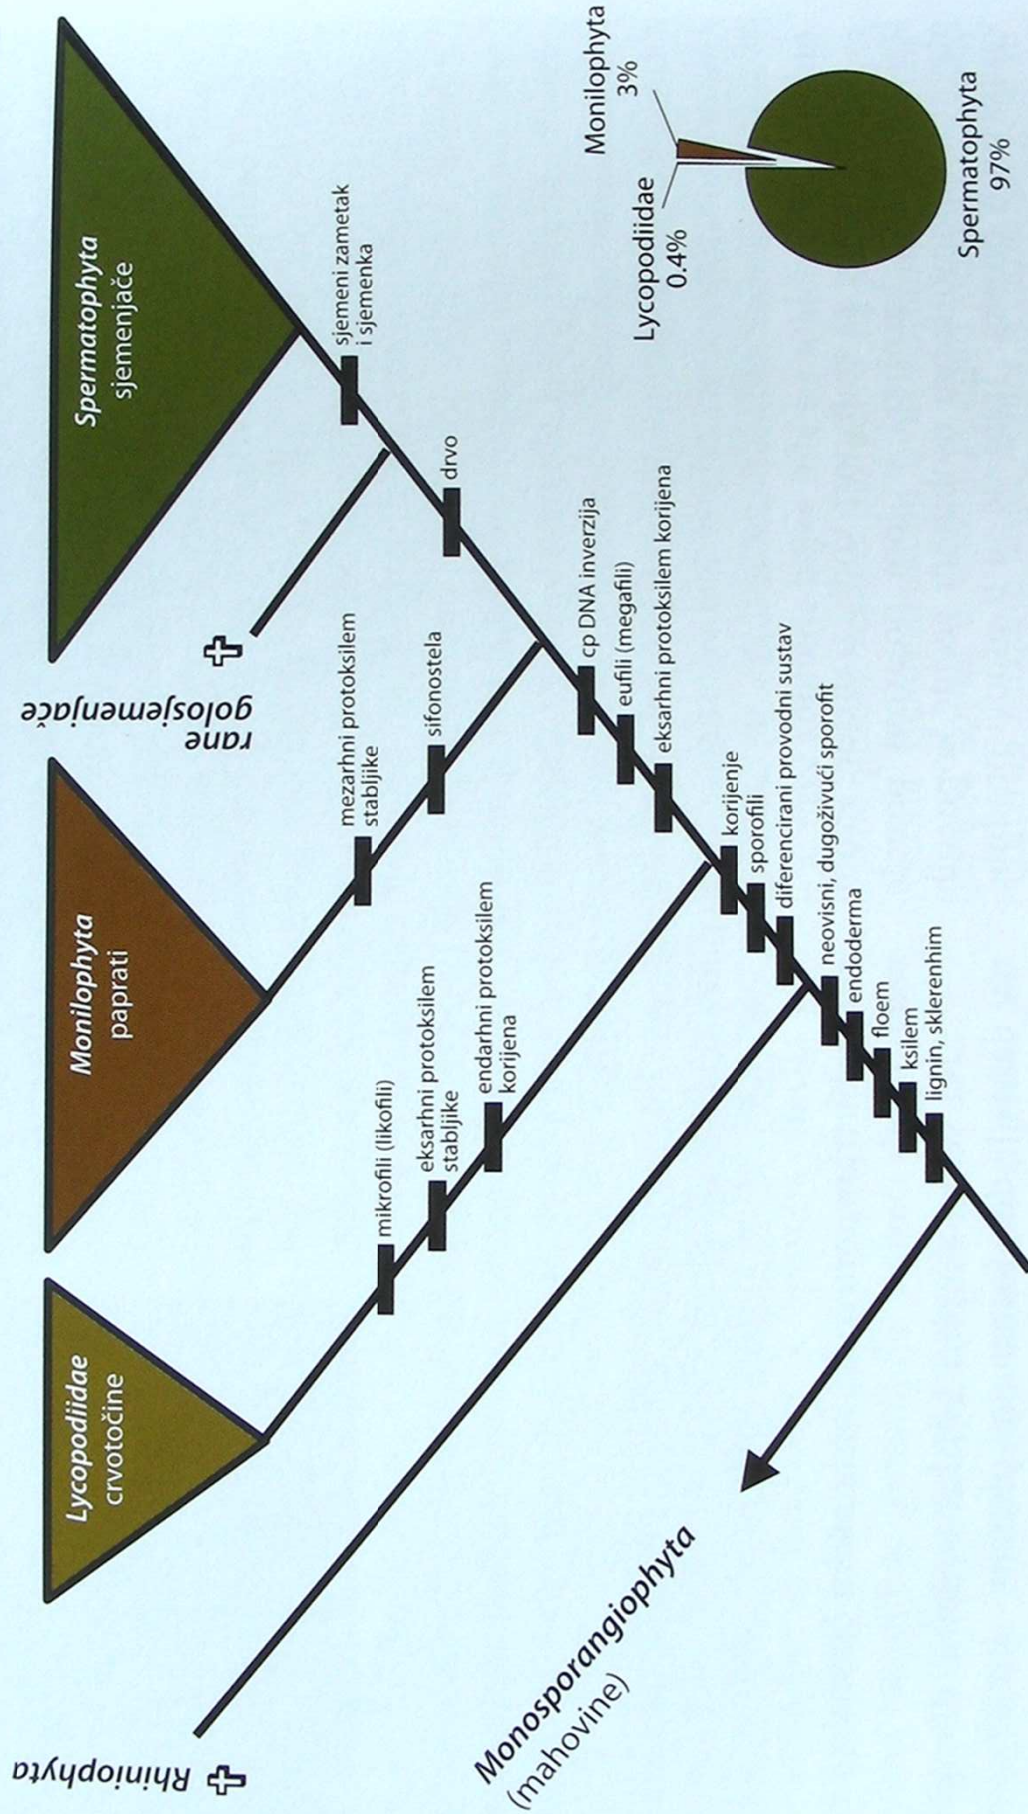 Rhiniophyta
Lycopodiidae
crvotočine
Monilophyta
paprati
rane
golosjemenjače
Spermatophyta
sjemenjače
Monosporangiophyta
(mahovine)
mikrofili (likofili)
eksarhni protoksilem
stabljike
endarhni protoksilem
korijena
mezarhni protoksilem
stabljike
sifonostela
sjemeni zametak
i sjemenka
drvo
cp DNA inverzija
eufili (megafili)
eksarhni protoksilem korijena
korijenje
sporofili
diferencirani provodni sustav
neovisni, dugoživući sporofit
endoderma
floem
ksilem
lignin, sklerenhim
Lycopodiidae
0.4%
Monilophyta
3%
Spermatophyta
97%